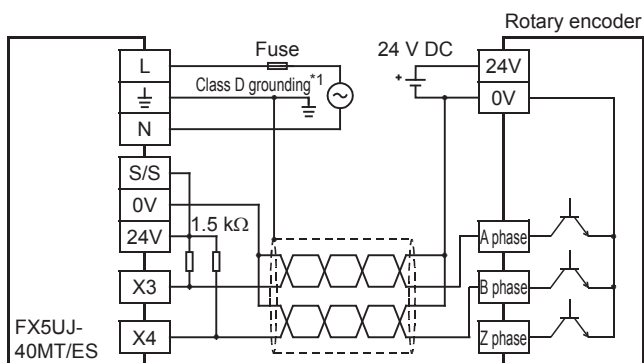 Rotary encoder
Fuse
24 V DC
L
Class D grounding*1
+
24V
0V
N
S/S
0V
1.5 kΩ
24V
A phase
X3
B phase
FX5UJ-
40MT/ES
X4
Z phase